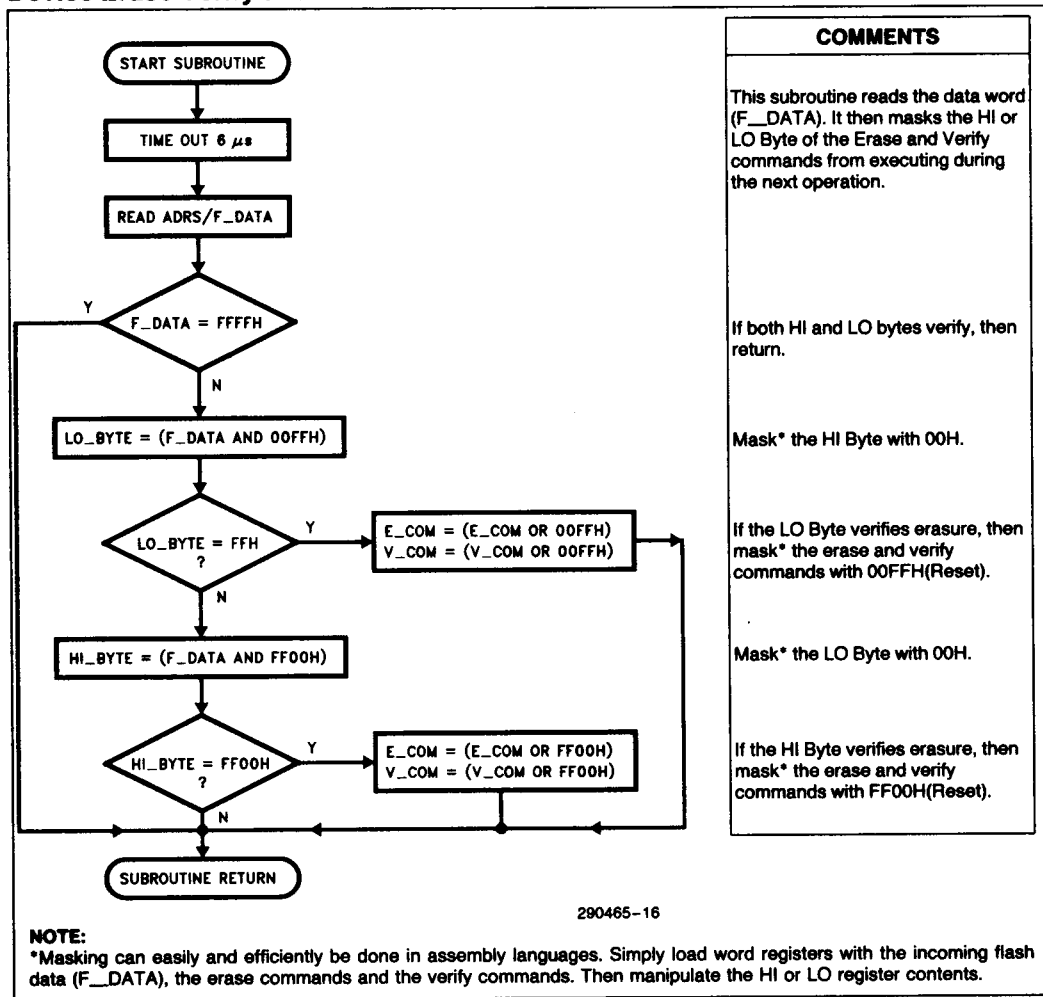 START SUBROUTINE
TIME OUT 6 μs
READ ADRS/F_DATA
Y
F_DATA = FFFFH
N
LO_BYTE = (F_DATA AND 00FFH)
LO_BYTE = FFH
?
Y
E_COM = (E_COM OR 00FFH)
V_COM = (V_COM OR 00FFH)
N
HI_BYTE = (F_DATA AND FF00H)
HI_BYTE = FF00H
?
Y
E_COM = (E_COM OR FF00H)
V_COM = (V_COM OR FF00H)
N
SUBROUTINE RETURN
COMMENTS
This subroutine reads the data word
(F__DATA). It then masks the HI or
LO Byte of the Erase and Verify
commands from executing during
the next operation.
If both HI and LO bytes verify, then
return.
Mask* the HI Byte with 00H.
If the LO Byte verifies erasure, then
mask* the erase and verify
commands with 00FFH(Reset).
Mask* the LO Byte with 00H.
If the HI Byte verifies erasure, then
mask* the erase and verify
commands with FF00H(Reset).
290465–16
NOTE:
*Masking can easily and efficiently be done in assembly languages. Simply load word registers with the incoming flash
data (F__DATA), the erase commands and the verify commands. Then manipulate the HI or LO register contents.